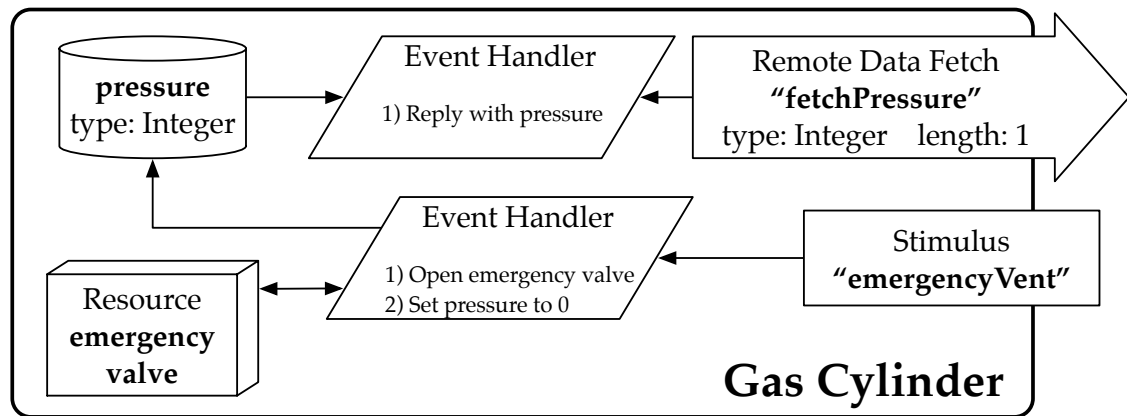 pressure
type: Integer
Event Handler
1) Reply with pressure
Remote Data Fetch
“fetchPressure”
type: Integer length: 1
Event Handler
1) Open emergency valve
2) Set pressure to 0
Stimulus
“emergencyVent”
Resource
emergency
valve
Gas Cylinder